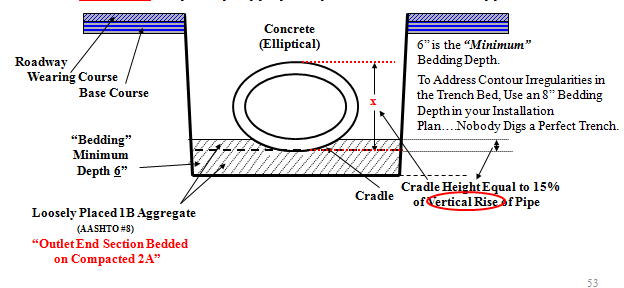 Concrete
(Elliptical)
6” is the “Minimum”
Bedding Depth.
To Address Contour Irregularities in
the Trench Bed, Use an 8” Bedding
Depth in your Installation
Plan….Nobody Digs a Perfect Trench.
Roadway
Wearing Course
Base Course
x
“Bedding”
Minimum
Depth 6”
Cradle
Cradle Height Equal to 15%
of Vertical Rise of Pipe
Loosely Placed 1B Aggregate
(AASHTO #8)
“Outlet End Section Bedded
on Compacted 2A”
53